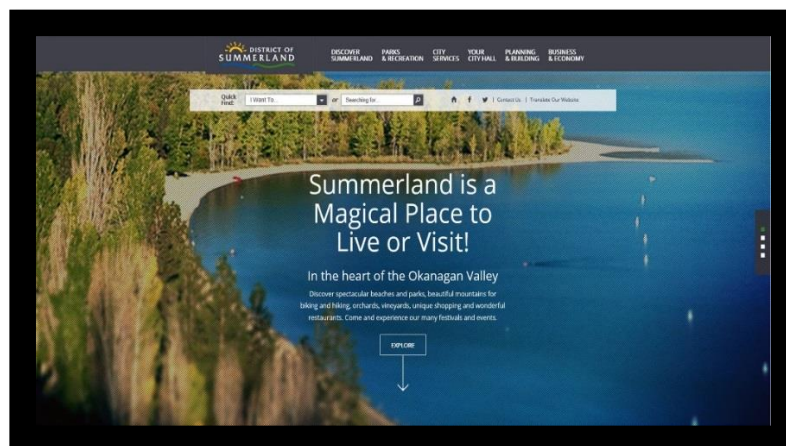 DISTRICT OF
SUMMERLAND
DISCOVER
SUMMERLAND
PARKS
& RECREATION
CITY
SERVICES
YOUR
CITY HALL
PLANNING
& BUILDING
BUSINESS
& ECONOMY
Quick
Find:
I Want To...
or
Searching for...
f
| Contact Us | Translate Our Website
Summerland is a
Magical Place to
Live or Visit!
In the heart of the Okanagan Valley
Discover spectacular beaches and parks, beautiful mountains for
biking and hiking, orchards, vineyards, unique shopping and wonderful
restaurants. Come and experience our many festivals and events.
EXPLORE